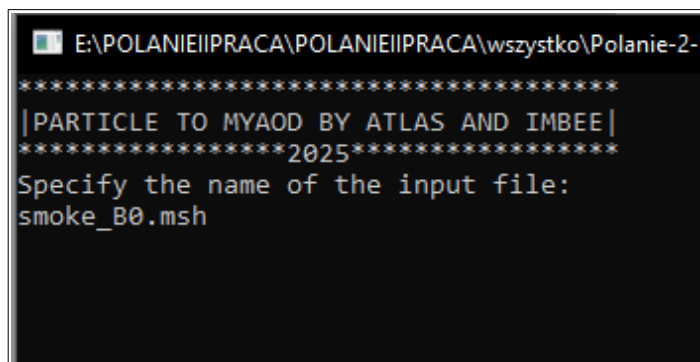 E:\POLANIEIIPRACA\POLANIEIIPRACA\wszystko\Polanie-2-
**************************************
|PARTICLE TO MYAOD BY ATLAS AND IMBEE|
*****************2025*****************
Specify the name of the input file:
smoke_B0.msh